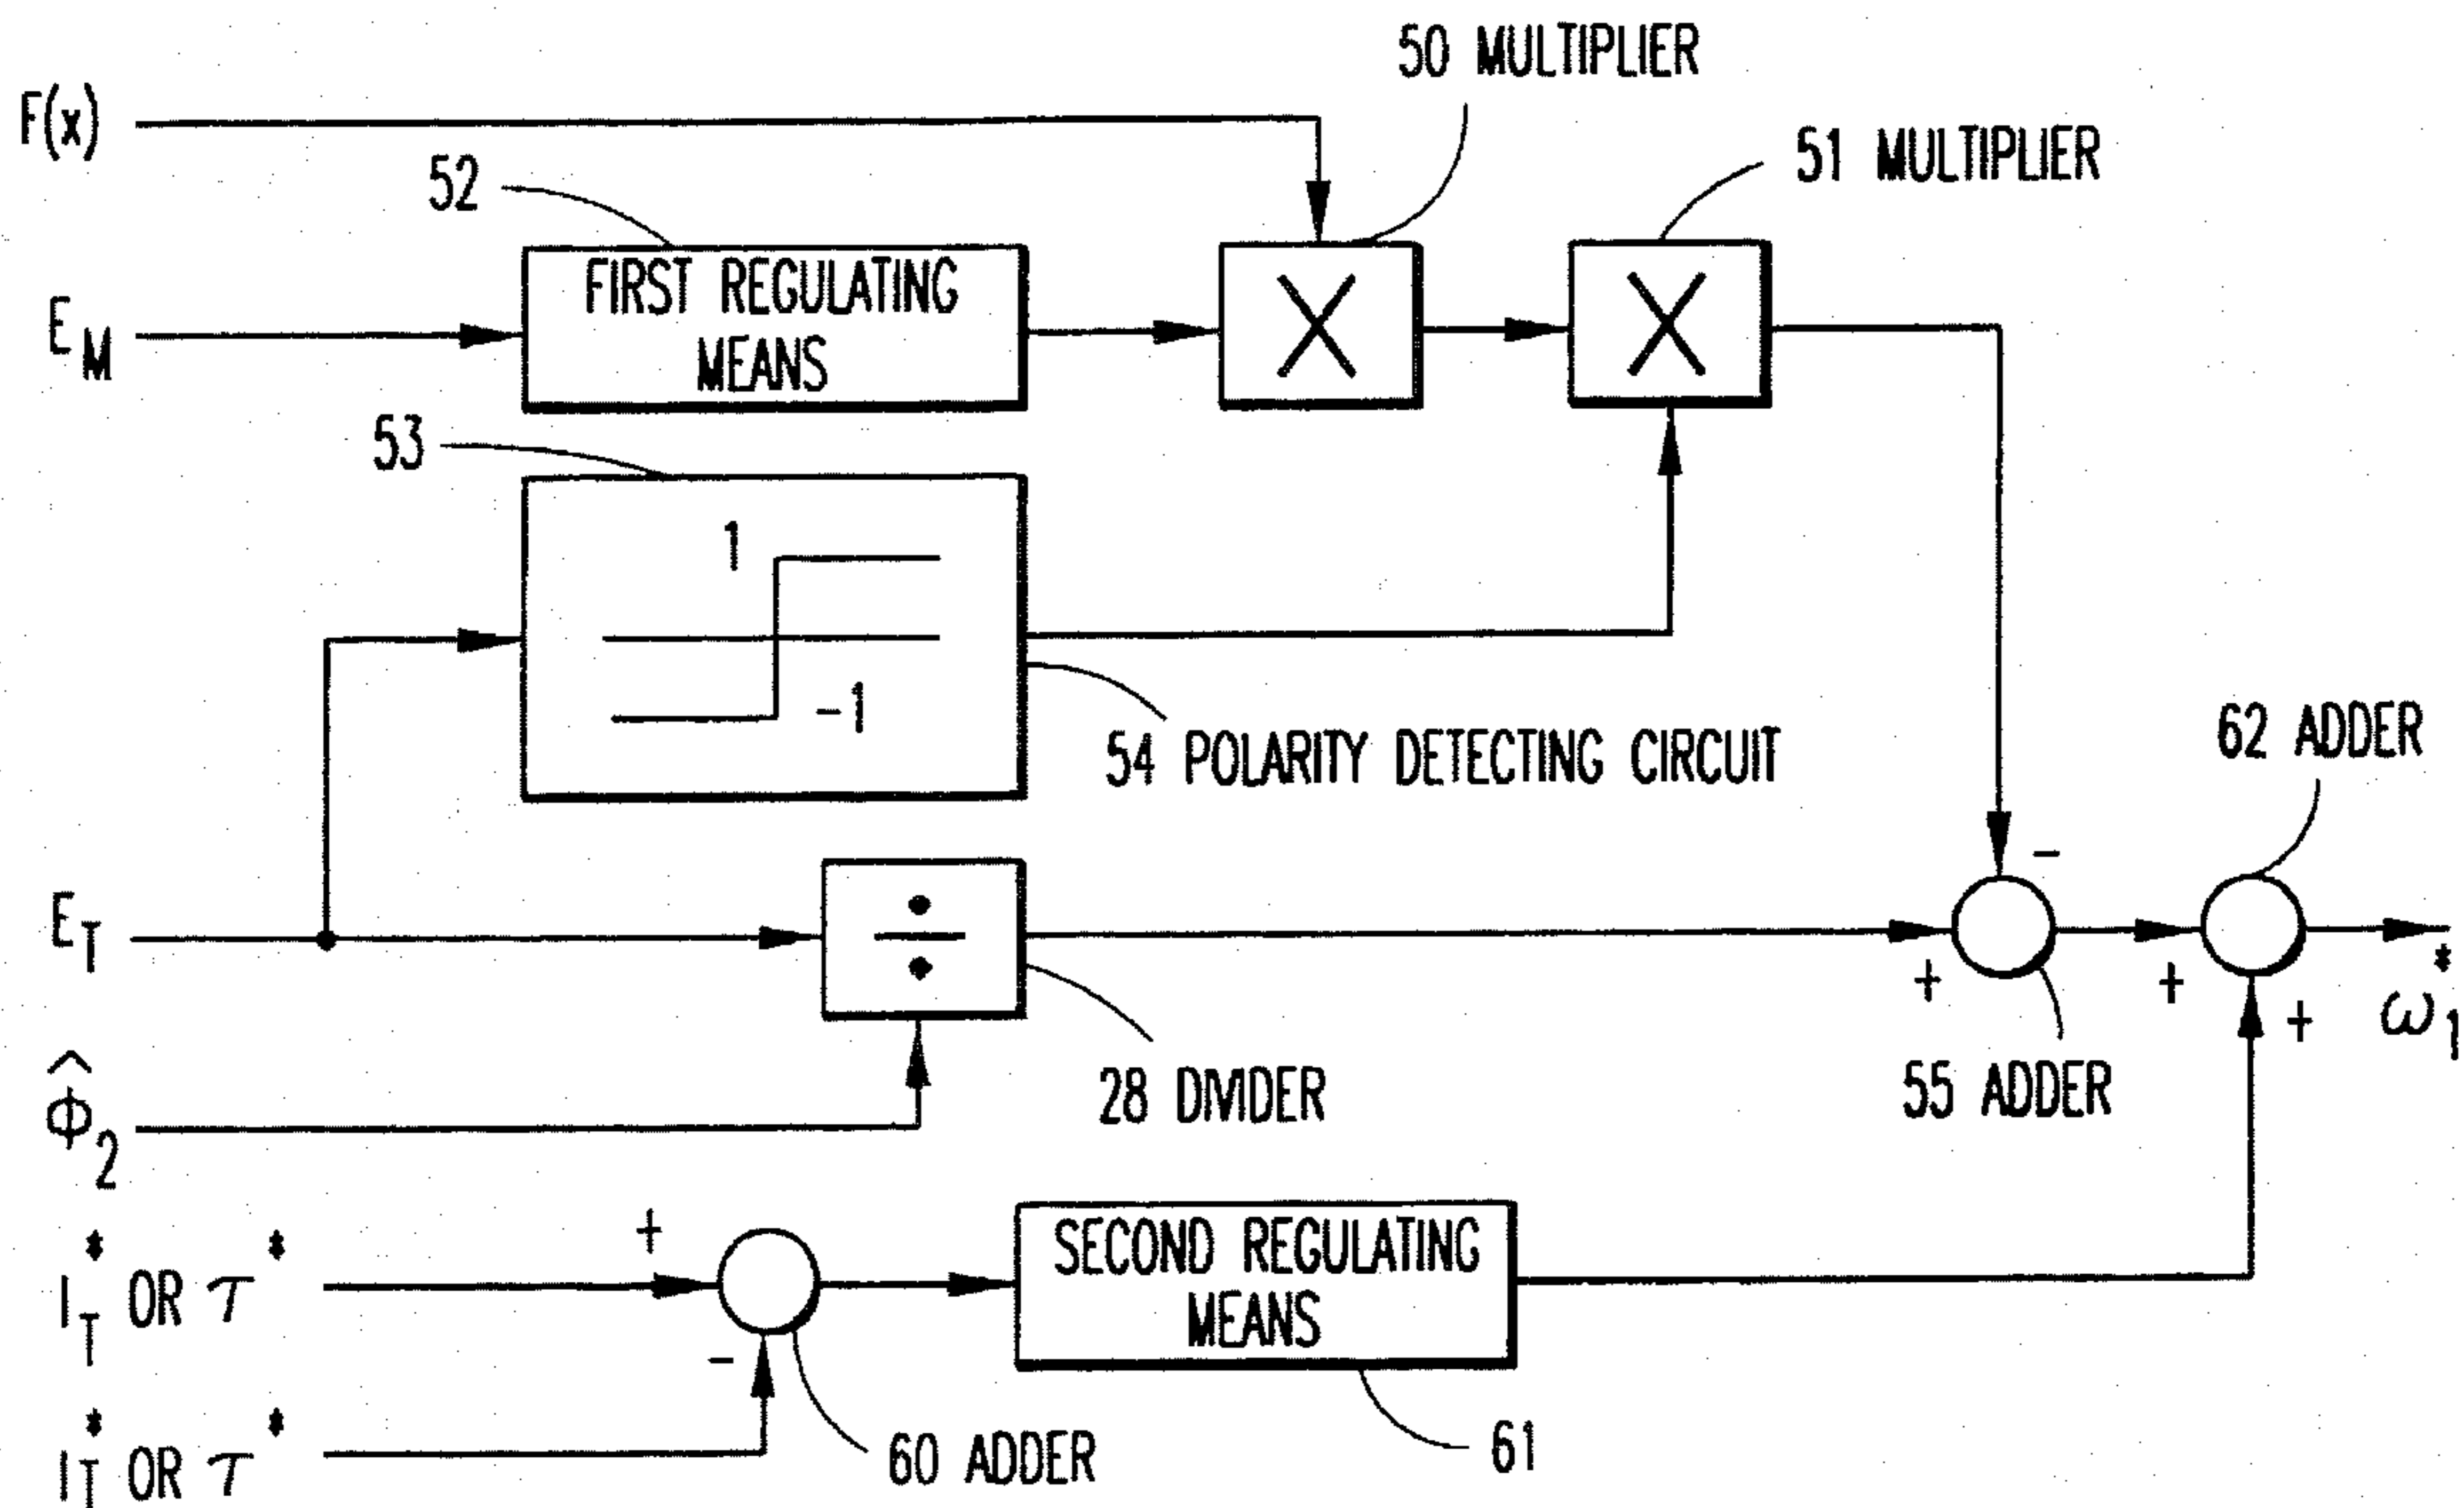 50 MULTIPLIER
F(x)
51 MULTIPLIER
52
FIRST REGULATING
MEANS
X
X
E_M
53
1
-1
54 POLARITY DETECTING CIRCUIT
62 ADDER
-
E_T
÷
+
+
+
ω₁*
28 DIVIDER
55 ADDER
Φ̂₂
+
SECOND REGULATING
MEANS
I_T* OR τ*
-
I_T* OR τ*
60 ADDER
61